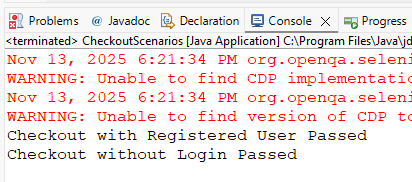 Problems @ Javadoc Declaration Console × Progress
<terminated> CheckoutScenarios [Java Application] C:\Program Files\Java\jd
Nov 13, 2025 6:21:34 PM org.openqa.seleni
WARNING: Unable to find CDP implementatio
Nov 13, 2025 6:21:34 PM org.openqa.seleni
WARNING: Unable to find version of CDP to
Checkout with Registered User Passed
Checkout without Login Passed